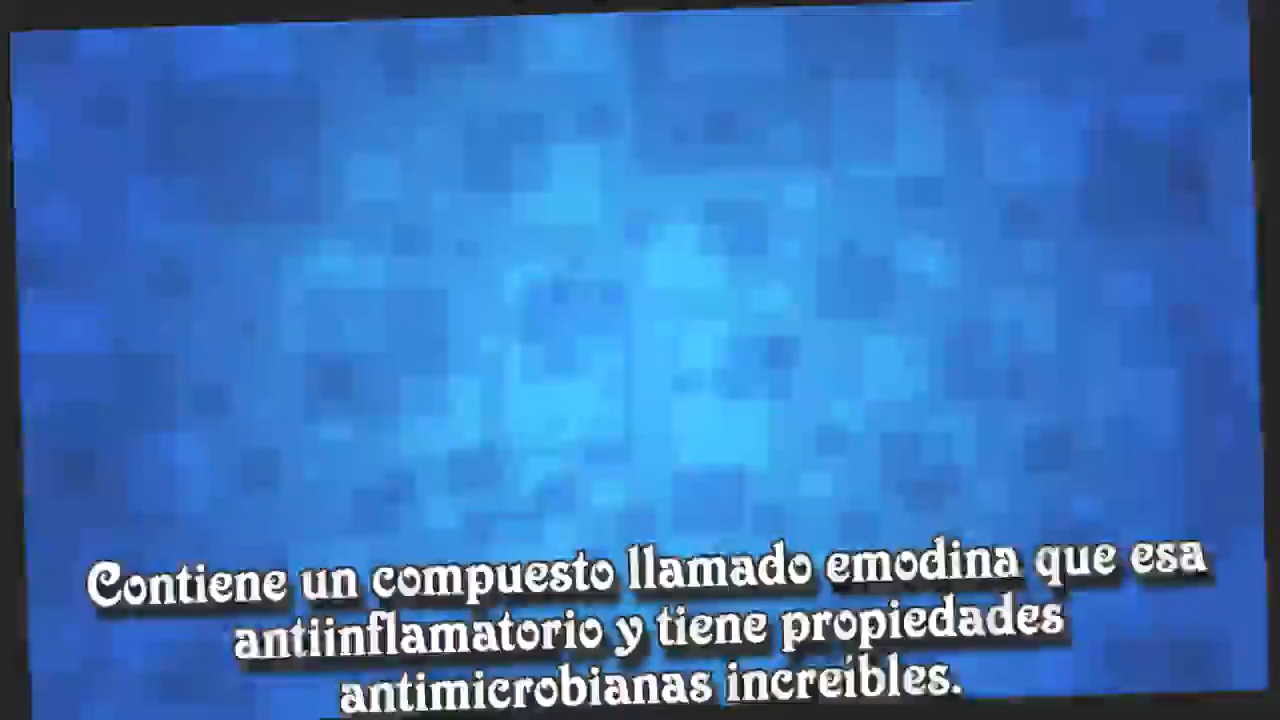 Contiene un compuesto llamado emodina que esa
antiinflamatorio y tiene propiedades
antimicrobianas increíbles.